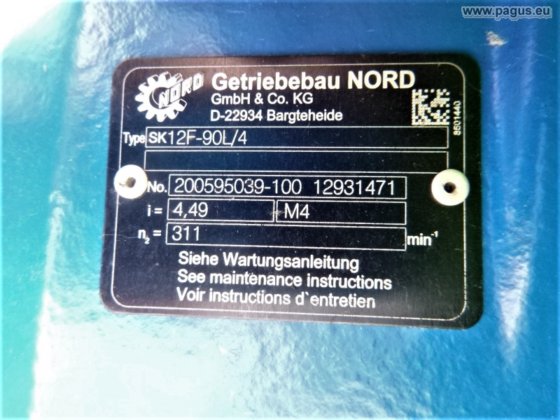 www.pagus.eu
NORD
Getriebebau NORD
GmbH & Co. KG
D-22934 Bargteheide
8601440
Type SK12F-90L/4
No. 200595039-100 12931471
i = 4,49 M4
n₂ = 311 min⁻¹
Siehe Wartungsanleitung
See maintenance instructions
Voir instructions d`entretien